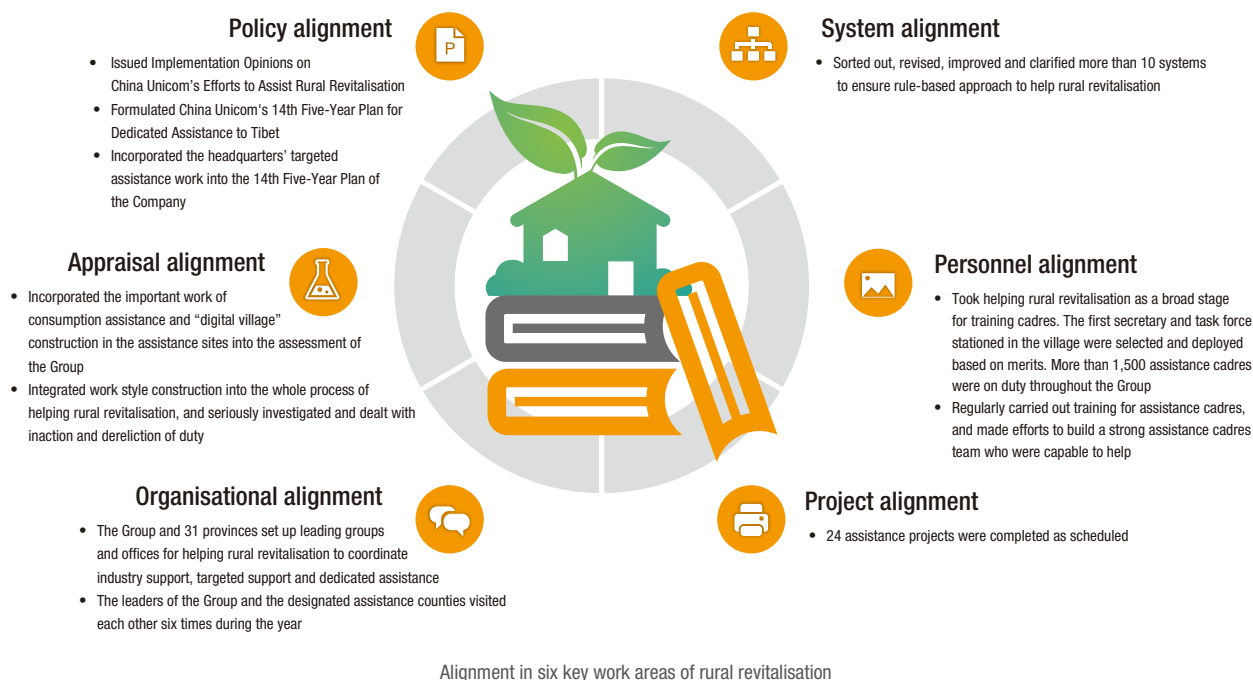 Policy alignment
• Issued Implementation Opinions on
China Unicom's Efforts to Assist Rural Revitalisation
• Formulated China Unicom's 14th Five-Year Plan for
Dedicated Assistance to Tibet
• Incorporated the headquarters' targeted
assistance work into the 14th Five-Year Plan of
the Company
P
System alignment
• Sorted out, revised, improved and clarified more than 10 systems
to ensure rule-based approach to help rural revitalisation
Appraisal alignment
• Incorporated the important work of
consumption assistance and “digital village”
construction in the assistance sites into the assessment of
the Group
• Integrated work style construction into the whole process of
helping rural revitalisation, and seriously investigated and dealt with
inaction and dereliction of duty
Personnel alignment
• Took helping rural revitalisation as a broad stage
for training cadres. The first secretary and task force
stationed in the village were selected and deployed
based on merits. More than 1,500 assistance cadres
were on duty throughout the Group
• Regularly carried out training for assistance cadres,
and made efforts to build a strong assistance cadres
team who were capable to help
Organisational alignment
• The Group and 31 provinces set up leading groups
and offices for helping rural revitalisation to coordinate
industry support, targeted support and dedicated assistance
• The leaders of the Group and the designated assistance counties visited
each other six times during the year
Project alignment
• 24 assistance projects were completed as scheduled
Alignment in six key work areas of rural revitalisation